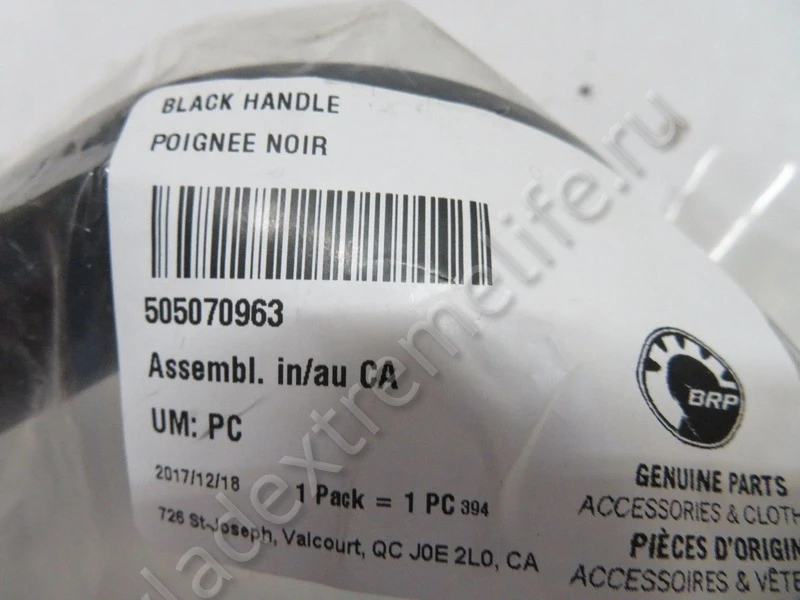 BLACK HANDLE
POIGNEE NOIR
505070963
Assembl. in/au CA
UM: PC
2017/12/18
1 Pack = 1 PC 394
726 St-Joseph, Valcourt, QC J0E 2L0, CA
BRP
GENUINE PARTS
ACCESSORIES & CLOTH
PIÈCES D'ORIGIN
ACCESSOIRES & VÊTE
vladextremelife.ru